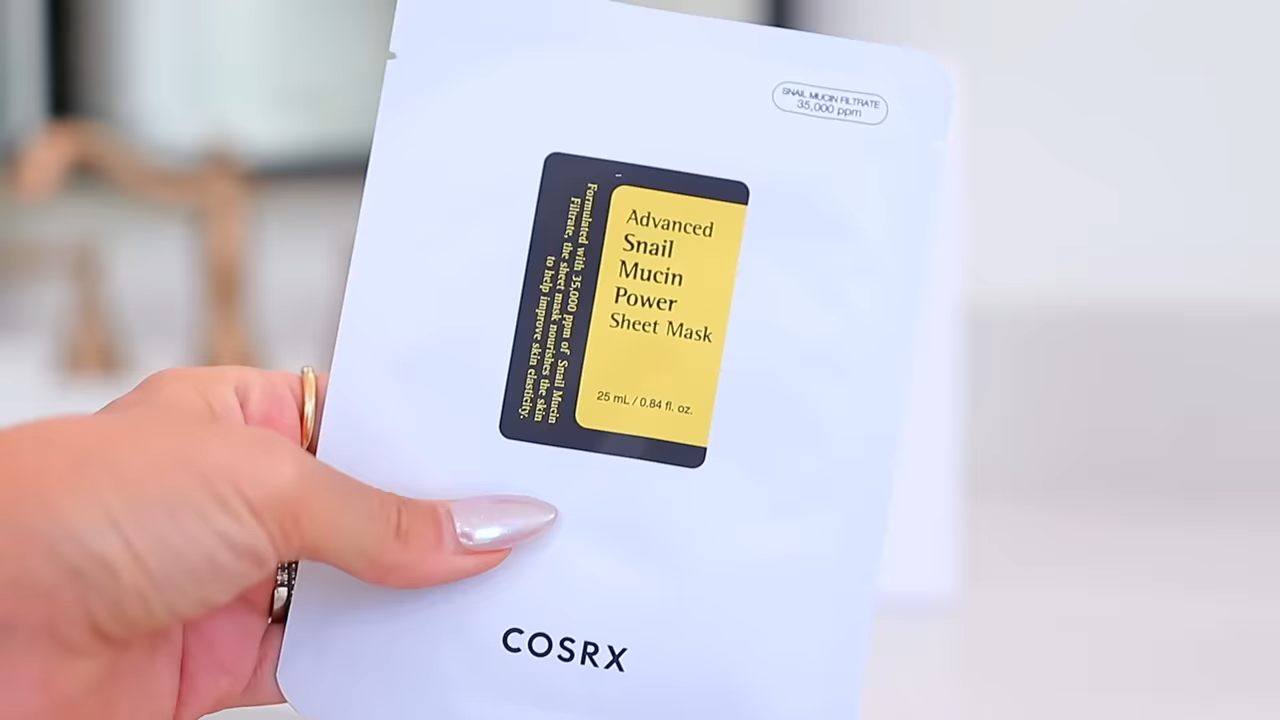 SNAIL MUCIN FILTRATE
35,000 ppm
Advanced
Snail
Mucin
Power
Sheet Mask
25 mL / 0.84 fl. oz.
Formulated with 35,000 ppm of Snail Mucin
Filtrate, the sheet mask nourishes the skin
to help improve skin elasticity.
COSRX